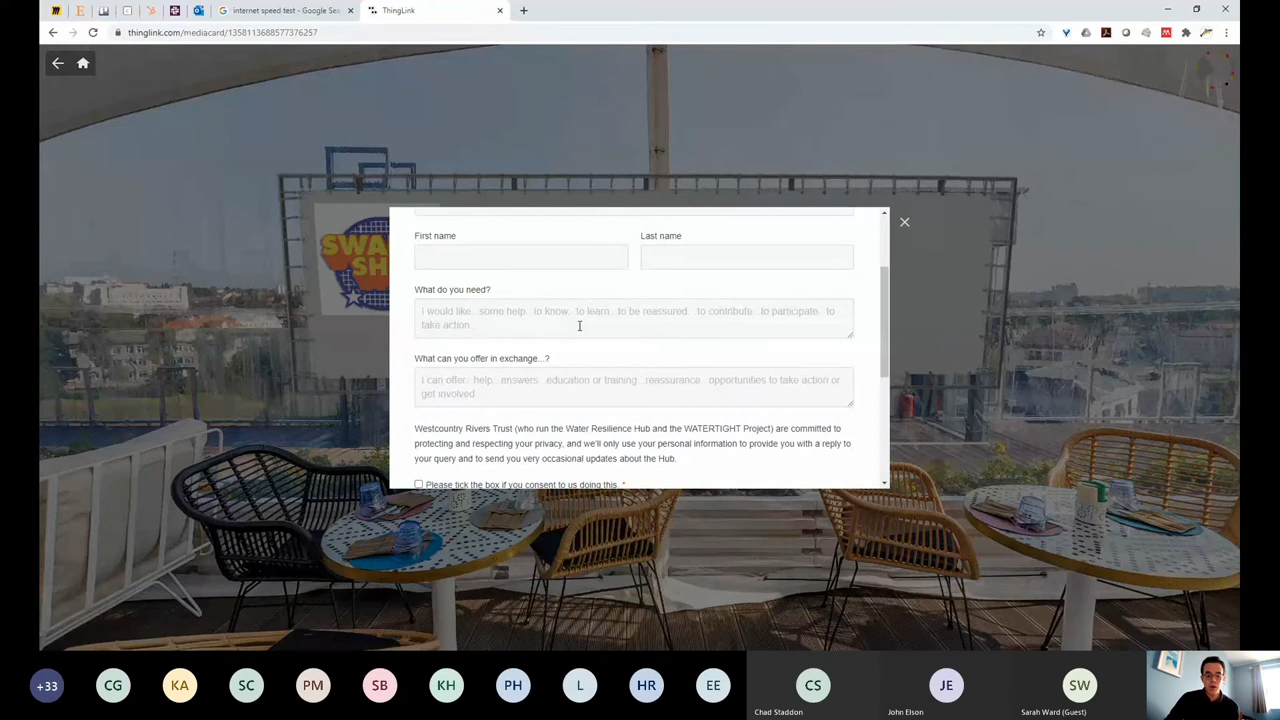 internet speed test - Google Sea
ThingLink
thinglink.com/mediacard/1358113688577376257
SWA
SH
First name
Last name
What do you need?
I would like...some help...to know...to learn...to be reassured...to contribute...to participate...to
take action...
What can you offer in exchange...?
I can offer...help...answers...education or training...reassurance...opportunities to take action or
get involved
Westcountry Rivers Trust (who run the Water Resilience Hub and the WATERTIGHT Project) are committed to
protecting and respecting your privacy, and we'll only use your personal information to provide you with a reply to
your query and to send you very occasional updates about the Hub.
Please tick the box if you consent to us doing this. *
+33
CG
KA
SC
PM
SB
KH
PH
L
HR
EE
CS
JE
SW
Chad Staddon
John Elson
Sarah Ward (Guest)